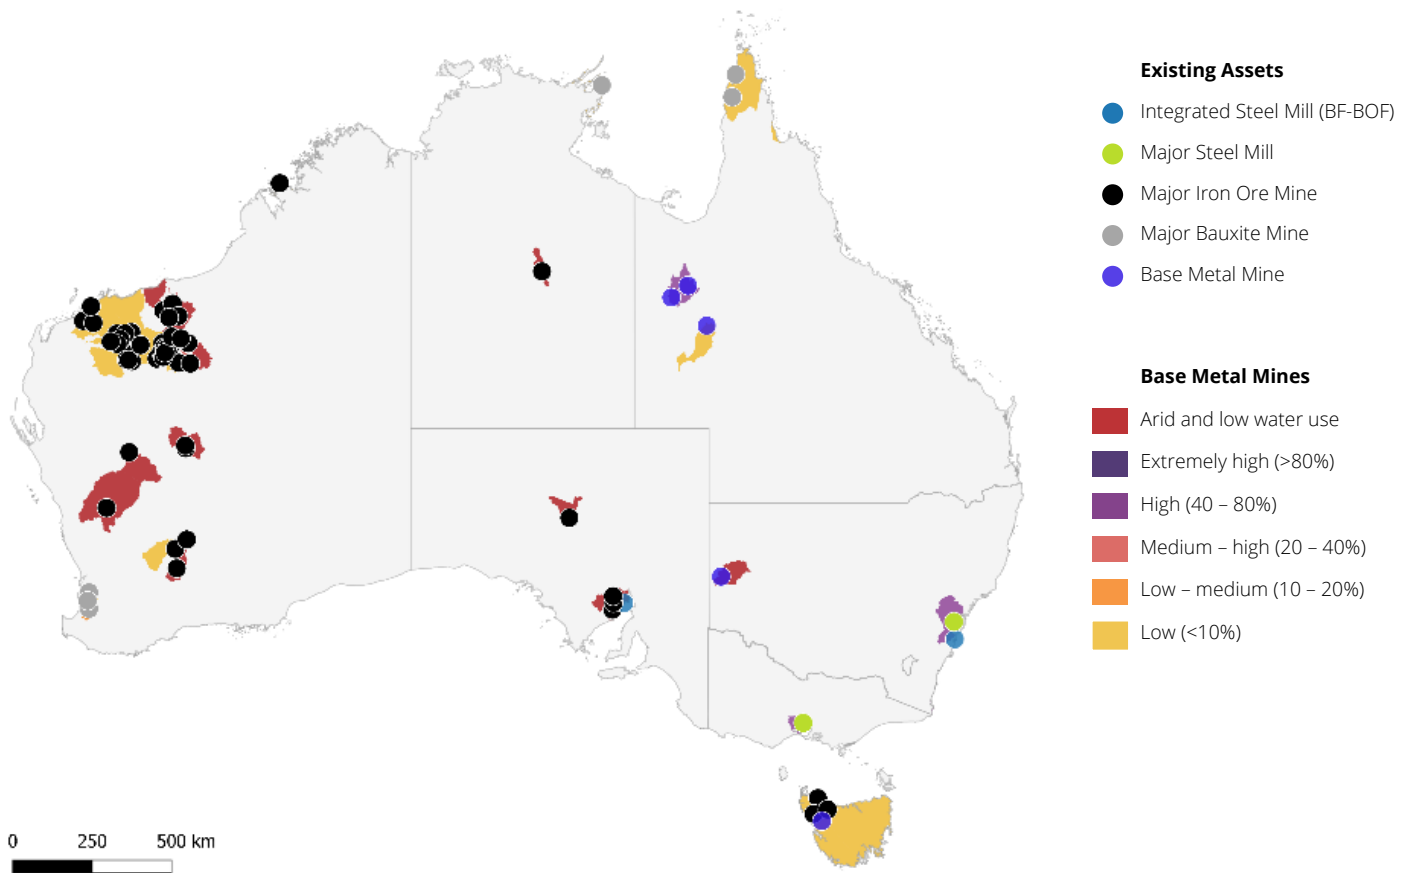 Existing Assets
Integrated Steel Mill (BF-BOF)
Major Steel Mill
Major Iron Ore Mine
Major Bauxite Mine
Base Metal Mine
Base Metal Mines
Arid and low water use
Extremely high (>80%)
High (40 – 80%)
Medium – high (20 – 40%)
Low – medium (10 – 20%)
Low (<10%)
0 250 500 km